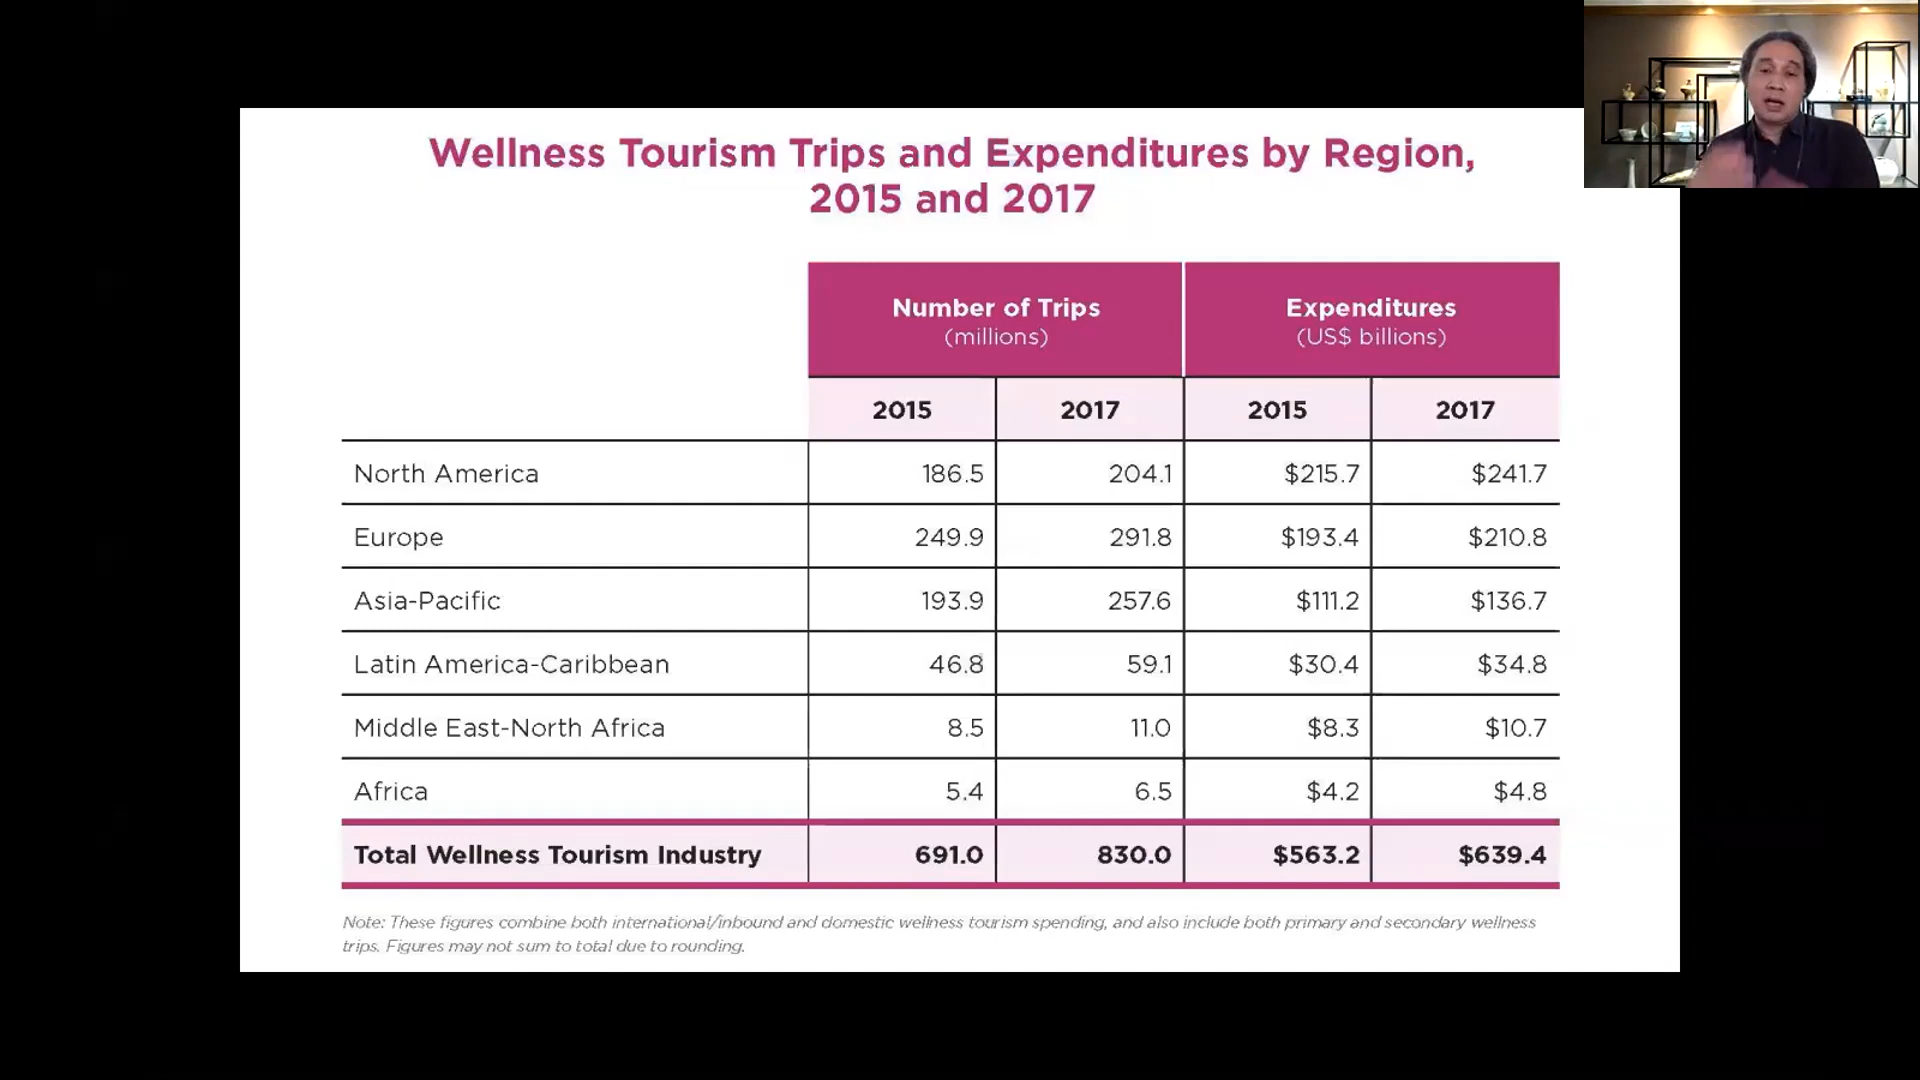 Wellness Tourism Trips and Expenditures by Region,
2015 and 2017
Number of Trips
(millions)
Expenditures
(US$ billions)
2015 2017 2015 2017
North America 186.5 204.1 $215.7 $241.7
Europe 249.9 291.8 $193.4 $210.8
Asia-Pacific 193.9 257.6 $111.2 $136.7
Latin America-Caribbean 46.8 59.1 $30.4 $34.8
Middle East-North Africa 8.5 11.0 $8.3 $10.7
Africa 5.4 6.5 $4.2 $4.8
Total Wellness Tourism Industry 691.0 830.0 $563.2 $639.4
Note: These figures combine both international/inbound and domestic wellness tourism spending, and also include both primary and secondary wellness
trips. Figures may not sum to total due to rounding.